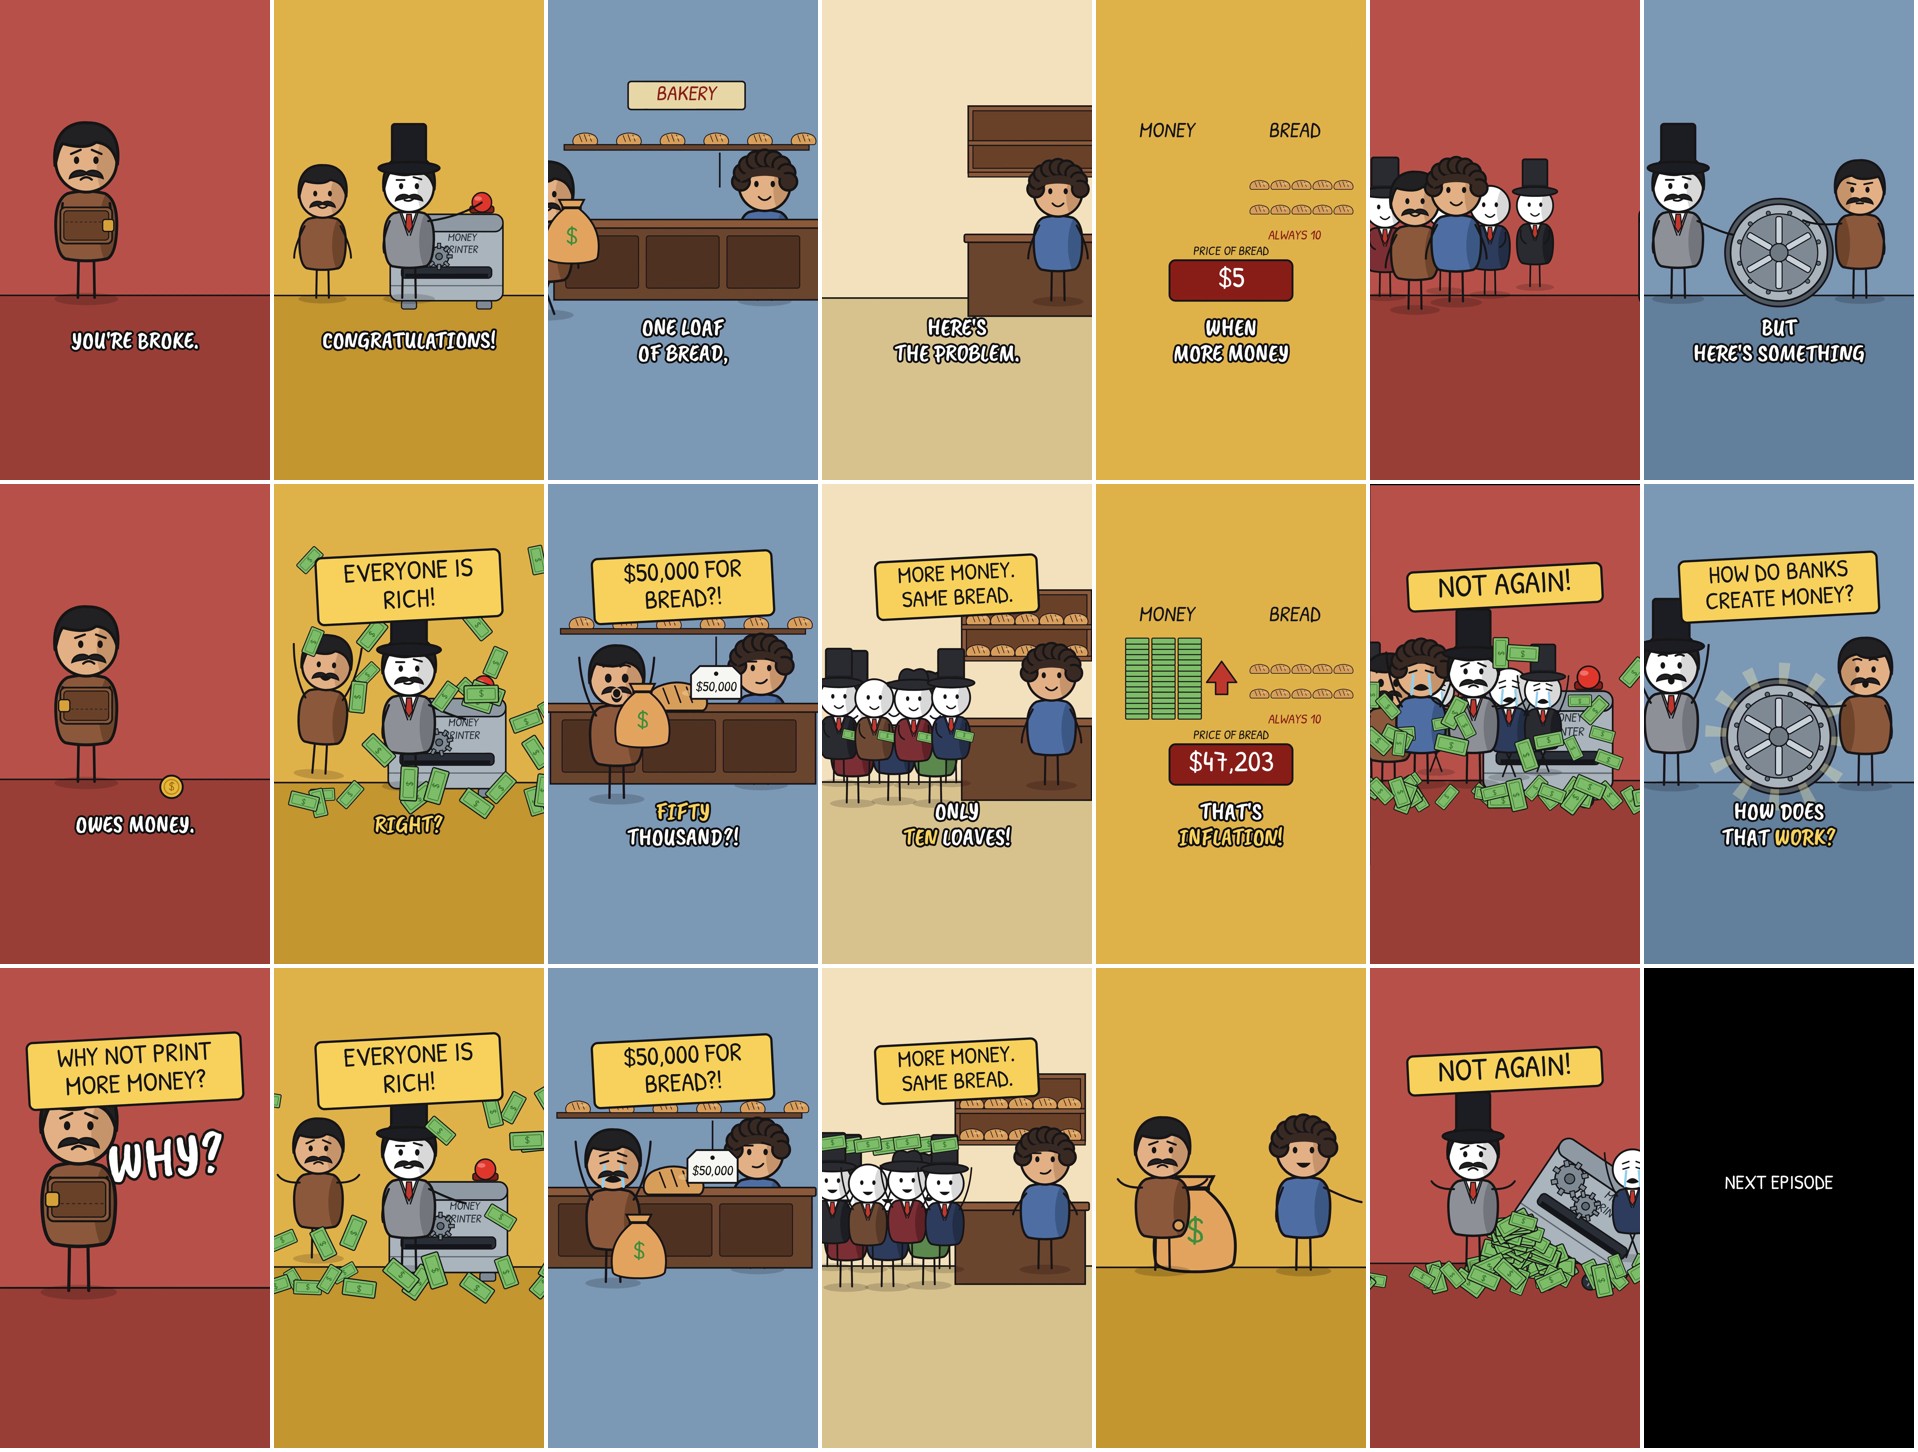 YOU'RE BROKE.
MONEY
PRINTER
CONGRATULATIONS!
BAKERY
$
ONE LOAF
OF BREAD,
HERE'S
THE PROBLEM.
MONEY
BREAD
ALWAYS 10
PRICE OF BREAD
$5
WHEN
MORE MONEY
BUT
HERE'S SOMETHING
$
OWES MONEY.
EVERYONE IS
RICH!
MONEY
RINTER
RIGHT?
$50,000 FOR
BREAD?!
$50,000
$
FIFTY
THOUSAND?!
MORE MONEY.
SAME BREAD.
ONLY
TEN LOAVES!
MONEY
BREAD
ALWAYS 10
PRICE OF BREAD
$47,203
THAT'S
INFLATION!
NOT AGAIN!
ONEY
NTER
HOW DO BANKS
CREATE MONEY?
HOW DOES
THAT WORK?
WHY NOT PRINT
MORE MONEY?
WHY?
EVERYONE IS
RICH!
MONEY
RINTER
$50,000 FOR
BREAD?!
$50,000
$
MORE MONEY.
SAME BREAD.
$
NOT AGAIN!
NEXT EPISODE